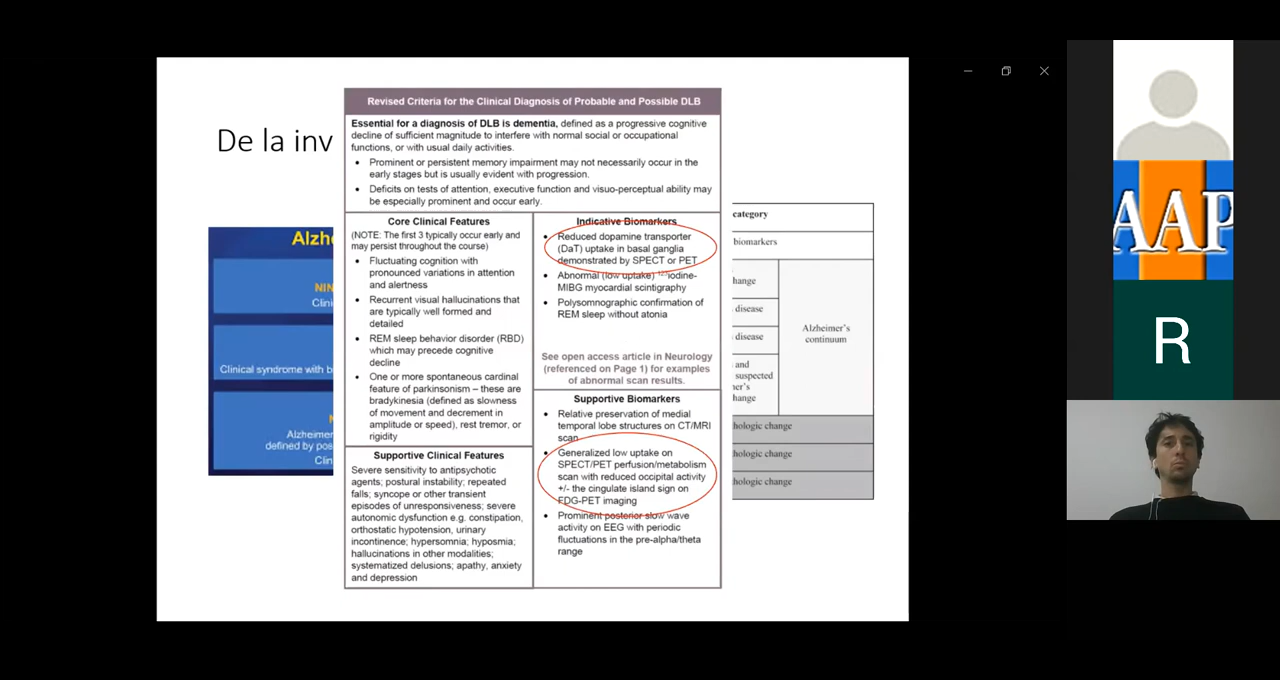 De la inv
Revised Criteria for the Clinical Diagnosis of Probable and Possible DLB
Essential for a diagnosis of DLB is dementia, defined as a progressive cognitive
decline of sufficient magnitude to interfere with normal social or occupational
functions, or with usual daily activities.
• Prominent or persistent memory impairment may not necessarily occur in the
early stages but is usually evident with progression.
• Deficits on tests of attention, executive function and visuo-perceptual ability may
be especially prominent and occur early.
Core Clinical Features
(NOTE: The first 3 typically occur early and
may persist throughout the course)
• Fluctuating cognition with
pronounced variations in attention
and alertness
• Recurrent visual hallucinations that
are typically well formed and
detailed
• REM sleep behavior disorder (RBD)
which may precede cognitive
decline
• One or more spontaneous cardinal
feature of parkinsonism – these are
bradykinesia (defined as slowness
of movement and decrement in
amplitude or speed), rest tremor, or
rigidity
Supportive Clinical Features
Severe sensitivity to antipsychotic
agents; postural instability; repeated
falls; syncope or other transient
episodes of unresponsiveness; severe
autonomic dysfunction e.g. constipation,
orthostatic hypotension, urinary
incontinence; hypersomnia; hyposmia;
hallucinations in other modalities;
systematized delusions; apathy, anxiety
and depression
Indicative Biomarkers
• Reduced dopamine transporter
(DaT) uptake in basal ganglia
demonstrated by SPECT or PET
• Abnormal (low uptake) ¹²³iodine-
MIBG myocardial scintigraphy
• Polysomnographic confirmation of
REM sleep without atonia
See open access article in Neurology
(referenced on Page 1) for examples
of abnormal scan results.
Supportive Biomarkers
• Relative preservation of medial
temporal lobe structures on CT/MRI
scan
• Generalized low uptake on
SPECT/PET perfusion/metabolism
scan with reduced occipital activity
+/- the cingulate island sign on
FDG-PET imaging
• Prominent posterior slow wave
activity on EEG with periodic
fluctuations in the pre-alpha/theta
range
Alzhe
NIN
Clini
Clinical syndrome with b
N
Alzheimer
defined by pos
Clin
category
biomarkers
hange
disease
disease
and
suspected
ner's
hange
Alzheimer's
continuum
hologic change
hologic change
hologic change
AAP
R